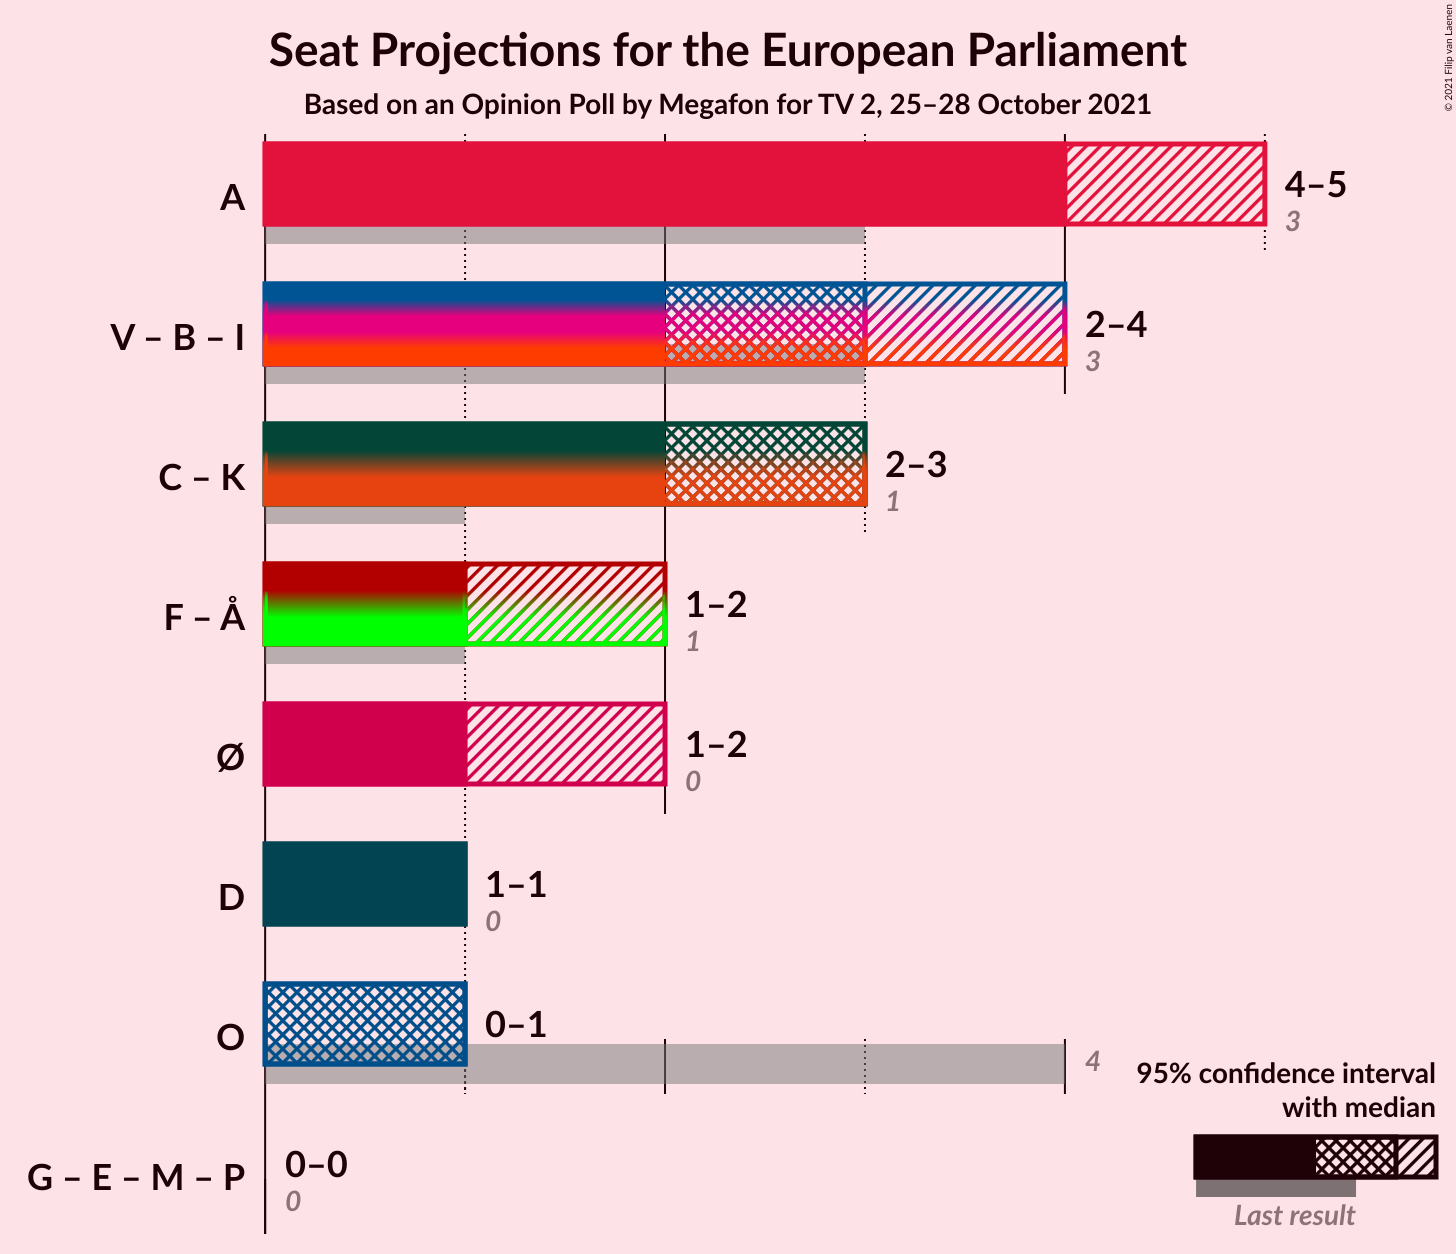 Seat Projections for the European Parliament
Based on an Opinion Poll by Megafon for TV 2, 25–28 October 2021
© 2021 Filip van Laenen
A
4–5
3
V – B – I
2–4
3
C – K
2–3
1
F – Å
1–2
1
Ø
1–2
0
D
1–1
0
O
0–1
4
G – E – M – P
0–0
0
95% confidence interval
with median
Last result